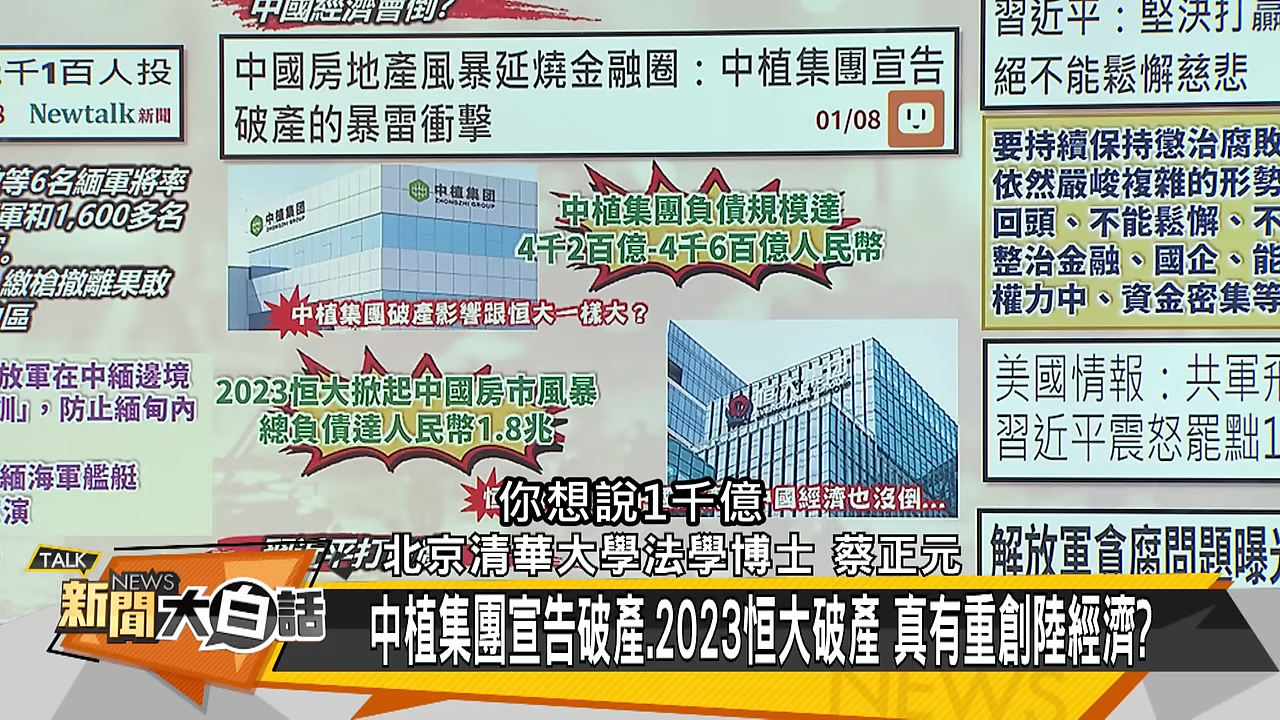 中國經濟會倒?
千1百人投
Newtalk新聞
中國房地產風暴延燒金融圈：中植集團宣告
破產的暴雷衝擊
01/08
習近平：堅決打贏
絕不能鬆懈慈悲
等6名緬軍將率
軍和1,600多名
繳槍撤離果敢
區
放軍在中緬邊境
訓」，防止緬甸內
緬海軍艦艇
演
中植集团
ZHONGZHI GROUP
中植集团
中植集團負債規模達
4千2百億-4千6百億人民幣
中植集團破產影響跟恒大一樣大?
2023恒大掀起中國房市風暴
總負債達人民幣1.8兆
國經濟也沒倒...
要持續保持懲治腐敗
依然嚴峻複雜的形勢
回頭、不能鬆懈、不
整治金融、國企、能
權力中、資金密集等
美國情報：共軍飛
習近平震怒罷黜1
解放軍貪腐問題曝光
你想說1千億
北京清華大學法學博士 蔡正元
TALK
NEWS
新聞大白話
中植集團宣告破產.2023恒大破產 真有重創陸經濟?
NEWS